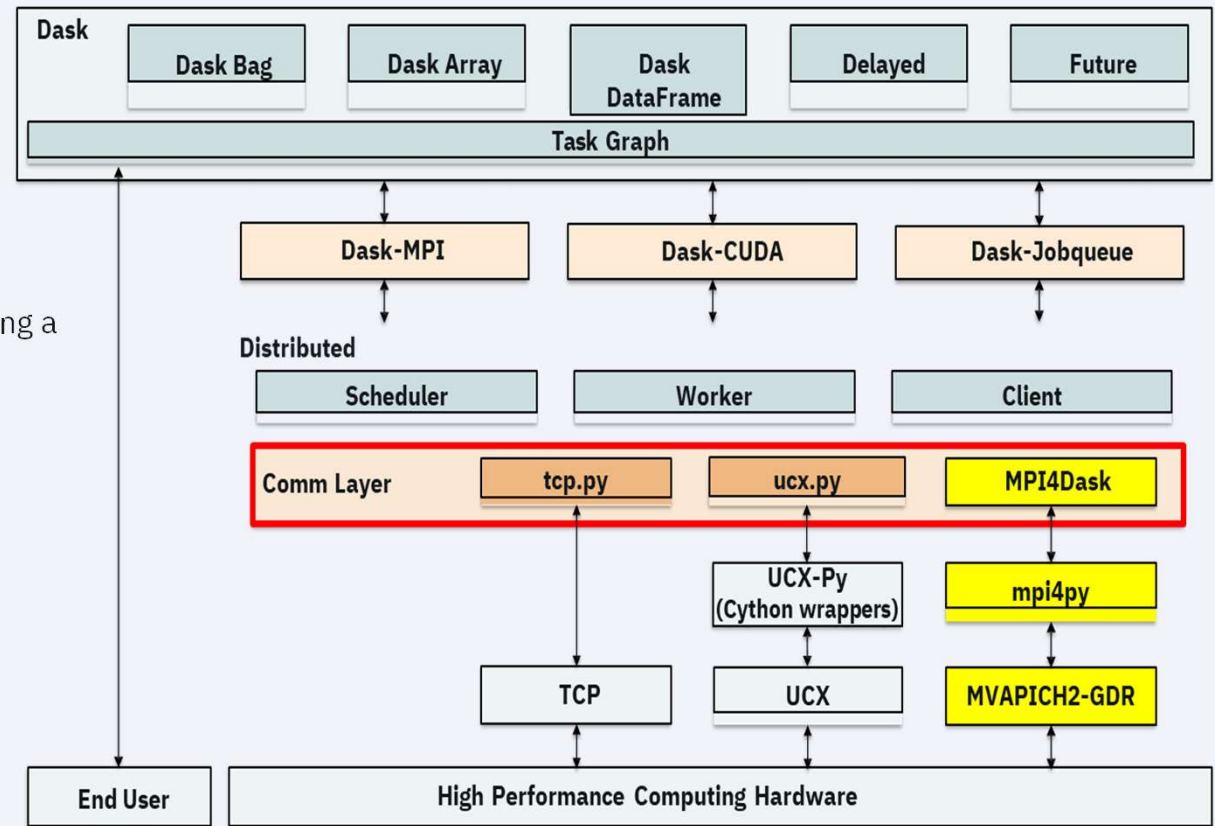 Dask
Dask Bag
Dask Array
Dask
DataFrame
Delayed
Future
Task Graph
Dask-MPI
Dask-CUDA
Dask-Jobqueue
ng a
Distributed
Scheduler
Worker
Client
Comm Layer
tcp.py
ucx.py
MPI4Dask
UCX-Py
(Cython wrappers)
mpi4py
TCP
UCX
MVAPICH2-GDR
End User
High Performance Computing Hardware